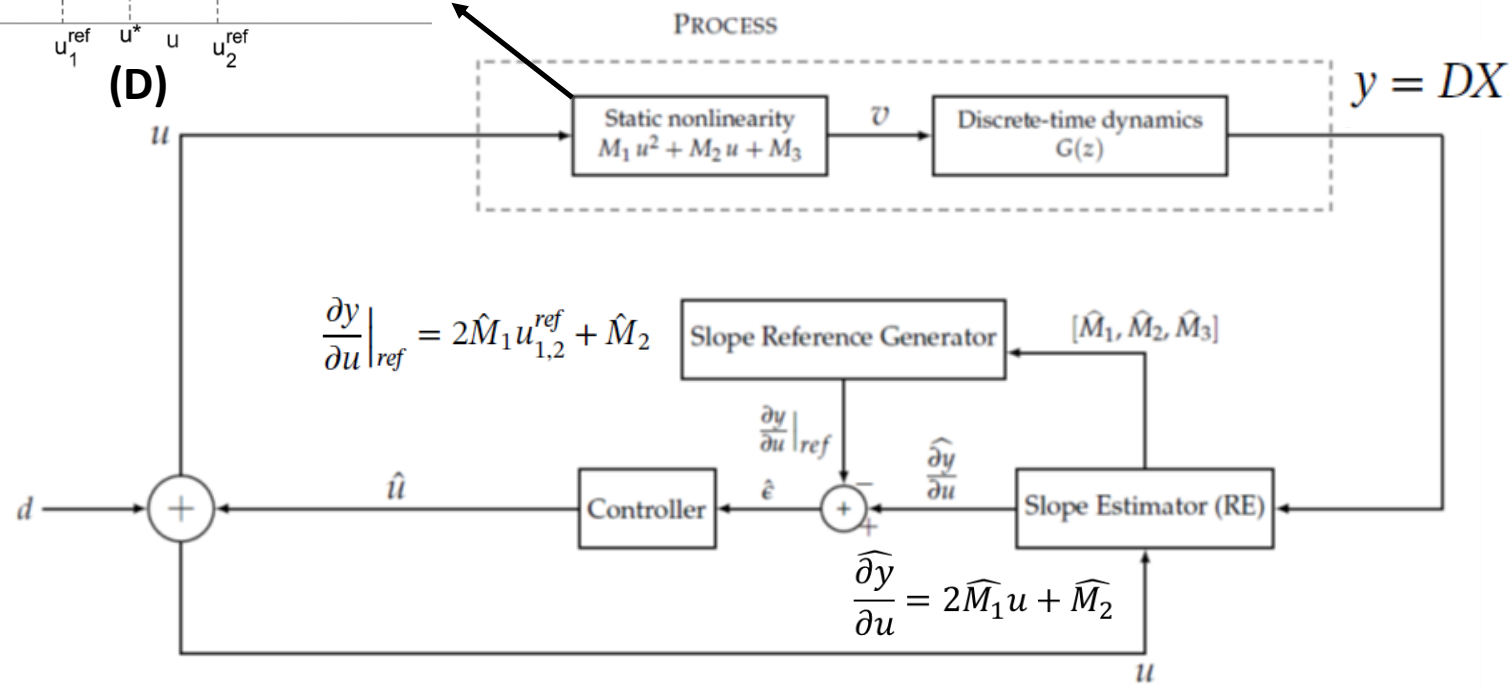 u₁^ref u* u u₂^ref
(D)
PROCESS
y = DX
u
Static nonlinearity
M₁ u² + M₂ u + M₃
v
Discrete-time dynamics
G(z)
∂y/∂u|ref = 2M̂₁u₁,₂^ref + M̂₂
Slope Reference Generator
[M̂₁, M̂₂, M̂₃]
∂y/∂u|ref
−
∂y/∂u^
d
+
û
Controller
ϵ̂
+
+
Slope Estimator (RE)
∂y/∂u^ = 2M̂₁u + M̂₂
u